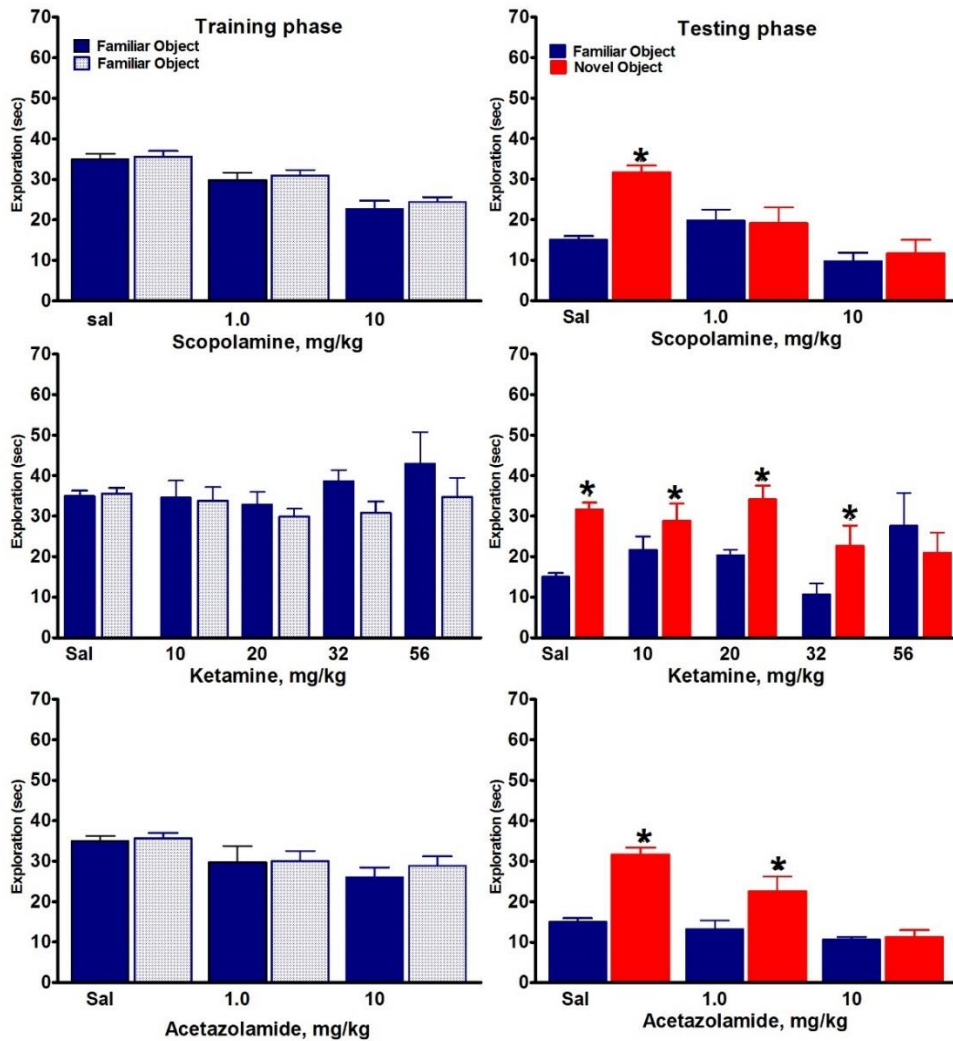 Training phase
Familiar Object
Familiar Object
Exploration (sec)
70
60
50
40
30
20
10
0
sal 1.0 10
Scopolamine, mg/kg
Testing phase
Familiar Object
Novel Object
Exploration (sec)
70
60
50
40
30
20
10
0
*
Sal 1.0 10
Scopolamine, mg/kg
Exploration (sec)
70
60
50
40
30
20
10
0
Sal 10 20 32 56
Ketamine, mg/kg
Exploration (sec)
70
60
50
40
30
20
10
0
* * * *
Sal 10 20 32 56
Ketamine, mg/kg
Exploration (sec)
70
60
50
40
30
20
10
0
Sal 1.0 10
Acetazolamide, mg/kg
Exploration (sec)
70
60
50
40
30
20
10
0
* *
Sal 1.0 10
Acetazolamide, mg/kg